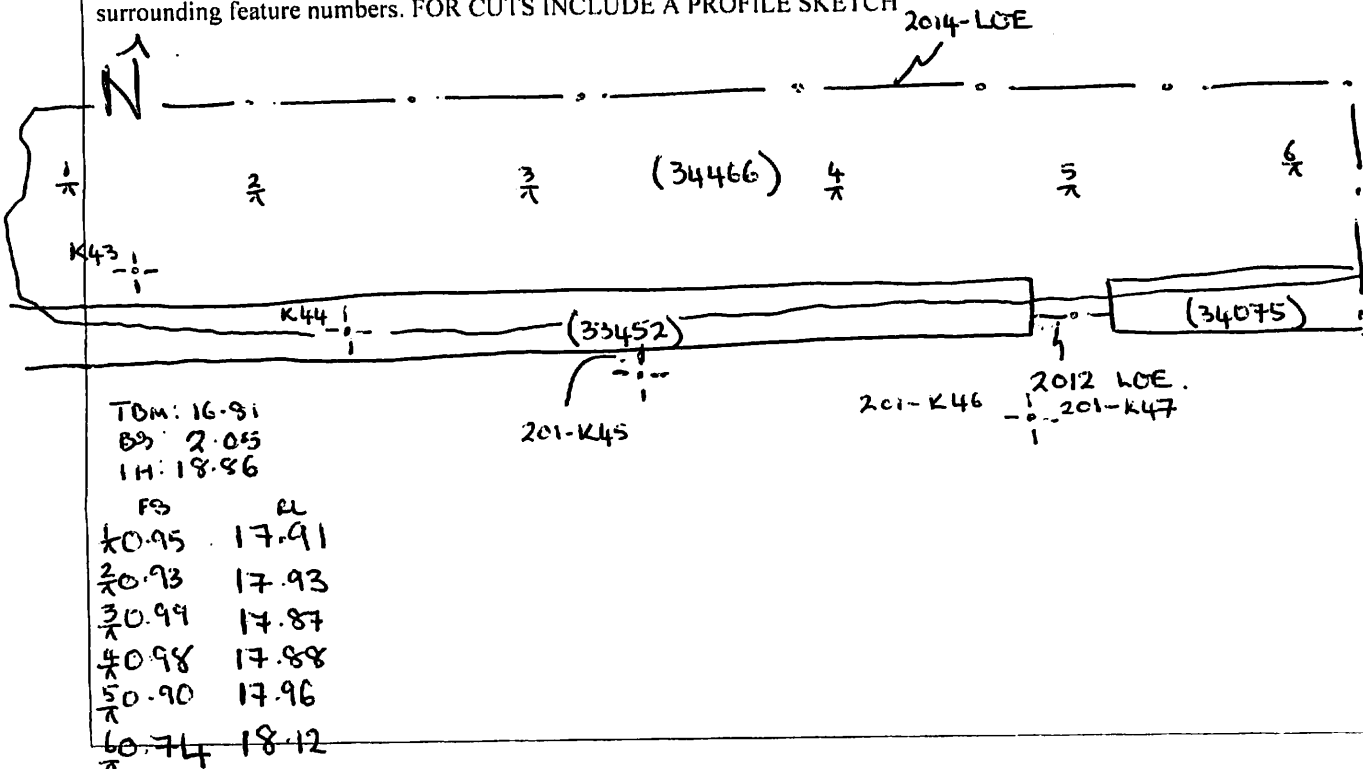 surrounding feature numbers. FOR CUTS INCLUDE A PROFILE SKETCH
2014-LOE
N
1 2 3 (34466) 4 5 6
K43
K44 (33452) (34075)
2012 LOE.
201-K45 201-K46 201-K47
TBM: 16.81
BS: 2.05
IH: 18.86
FS RL
1 0.95 17.91
2 0.93 17.93
3 0.99 17.87
4 0.98 17.88
5 0.90 17.96
6 0.74 18.12